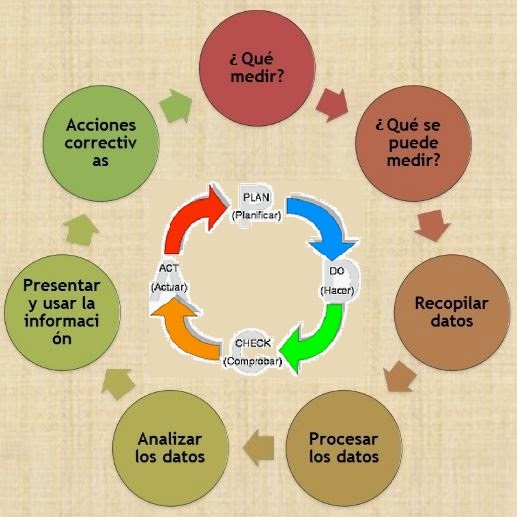 ¿ Qué
medir?
¿ Qué se
puede
medir?
Recopilar
datos
Procesar
los datos
Analizar
los datos
Presentar
y usar la
informaci
ón
Acciones
correctiv
as
PLAN
(Planificar)
DO
(Hacer)
CHECK
(Comprobar)
ACT
(Actuar)